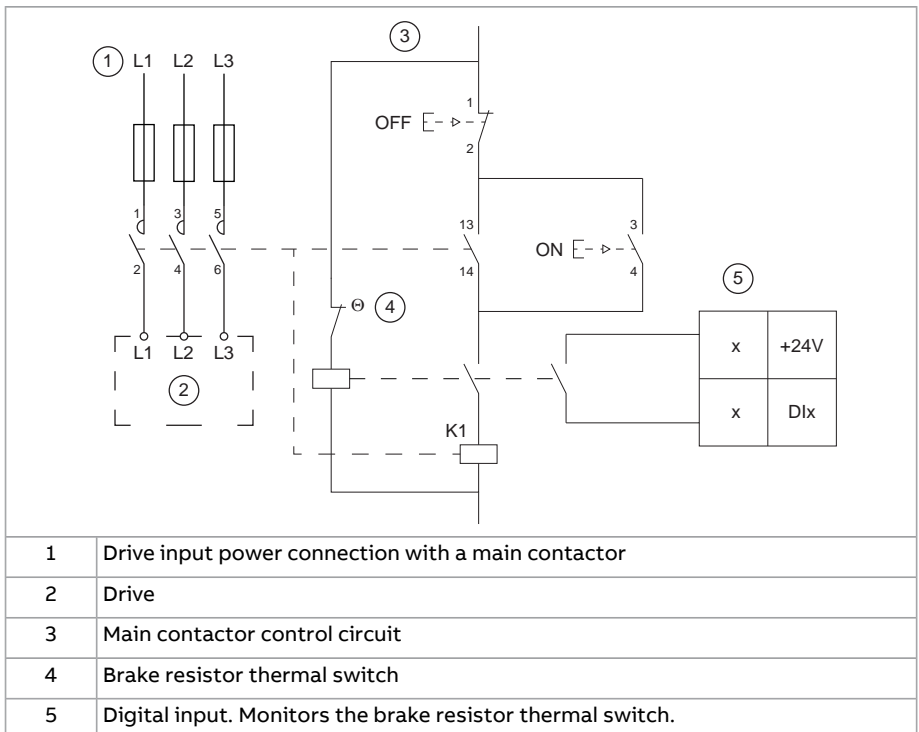 3
1 L1 L2 L3
1
OFF
2
1 3 5
13
3
ON
2 4 6
14
4
5
Θ 4
L1 L2 L3
x +24V
2
x DIx
K1
1 Drive input power connection with a main contactor
2 Drive
3 Main contactor control circuit
4 Brake resistor thermal switch
5 Digital input. Monitors the brake resistor thermal switch.